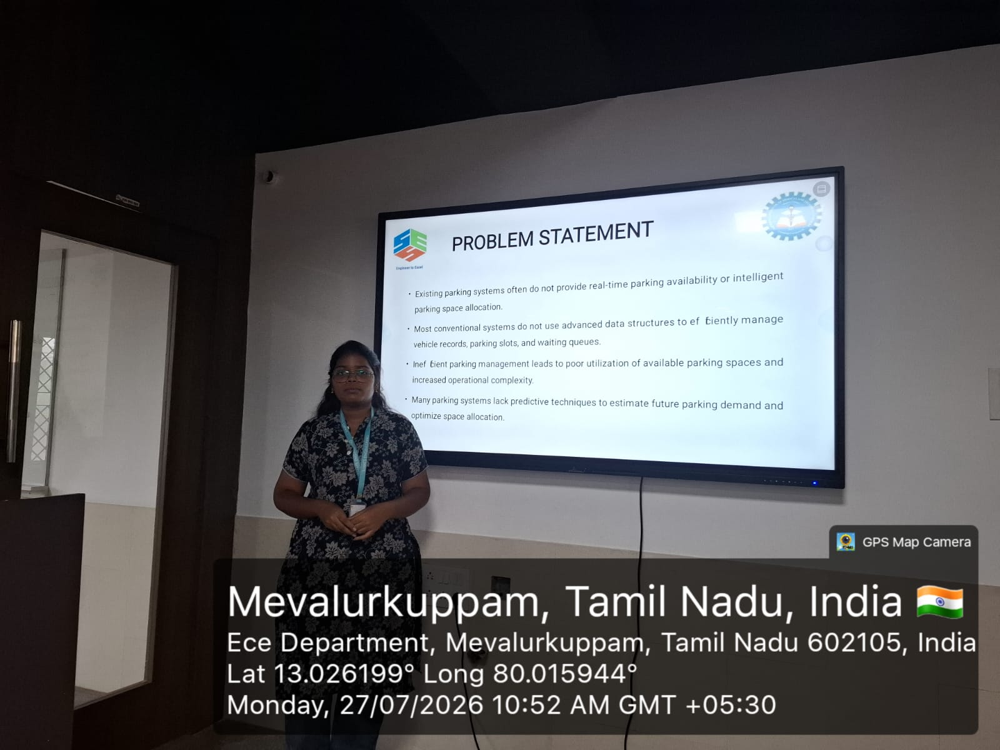 PROBLEM STATEMENT
Engineer to Excel
• Existing parking systems often do not provide real-time parking availability or intelligent
parking space allocation.
• Most conventional systems do not use advanced data structures to ef ficiently manage
vehicle records, parking slots, and waiting queues.
• Inef ficient parking management leads to poor utilization of available parking spaces and
increased operational complexity.
• Many parking systems lack predictive techniques to estimate future parking demand and
optimize space allocation.
GPS Map Camera
Mevalurkuppam, Tamil Nadu, India 🇮🇳
Ece Department, Mevalurkuppam, Tamil Nadu 602105, India
Lat 13.026199° Long 80.015944°
Monday, 27/07/2026 10:52 AM GMT +05:30